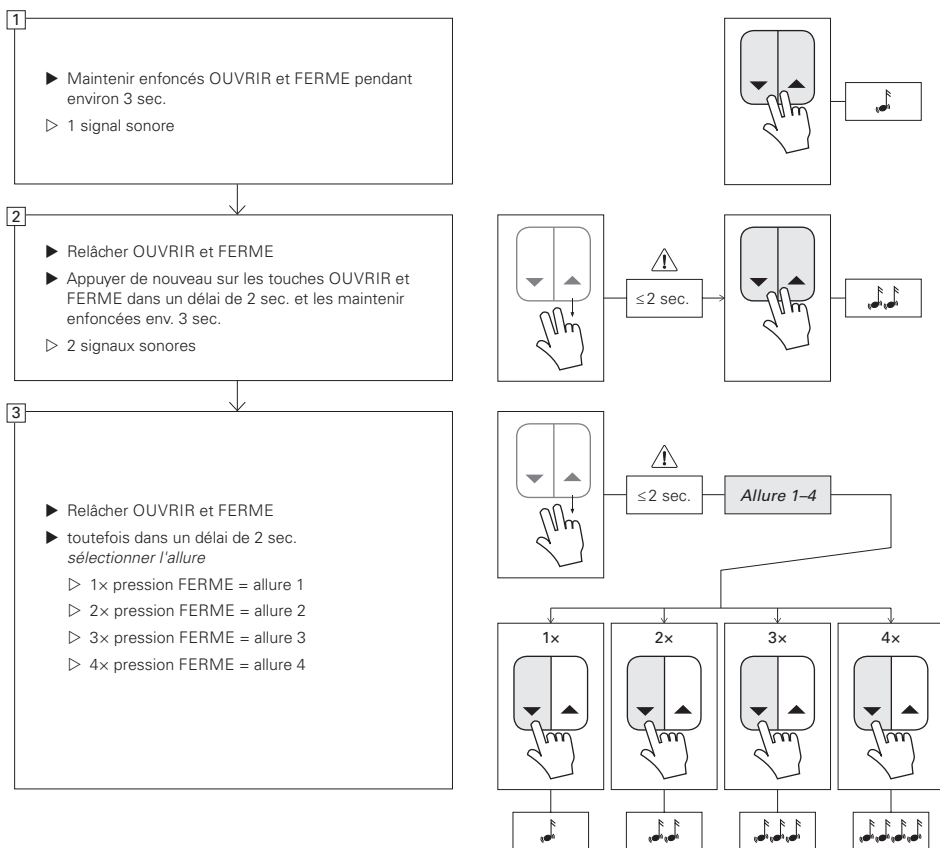 1
▶ Maintenir enfoncés OUVRIR et FERME pendant
environ 3 sec.
▷ 1 signal sonore
2
▶ Relâcher OUVRIR et FERME
▶ Appuyer de nouveau sur les touches OUVRIR et
FERME dans un délai de 2 sec. et les maintenir
enfoncées env. 3 sec.
▷ 2 signaux sonores
≤2 sec.
3
▶ Relâcher OUVRIR et FERME
▶ toutefois dans un délai de 2 sec.
sélectionner l'allure
▷ 1× pression FERME = allure 1
▷ 2× pression FERME = allure 2
▷ 3× pression FERME = allure 3
▷ 4× pression FERME = allure 4
≤2 sec.
Allure 1–4
1×
2×
3×
4×